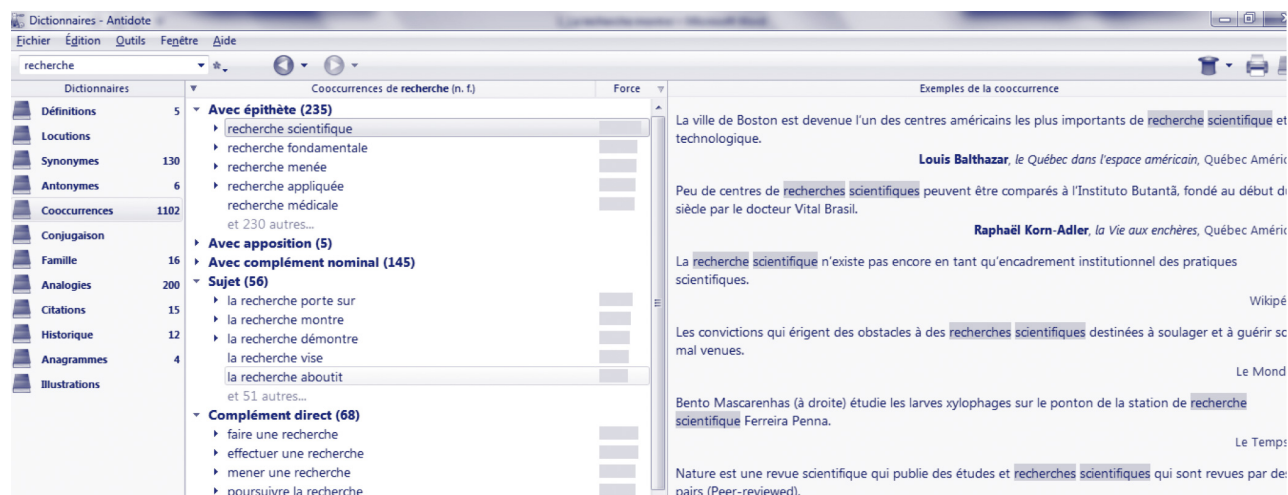 Dictionnaires - Antidote
Fichier Édition Outils Fenêtre Aide
recherche
Dictionnaires
Définitions 5
Locutions
Synonymes 130
Antonymes 6
Cooccurrences 1102
Conjugaison
Famille 16
Analogies 200
Citations 15
Historique 12
Anagrammes 4
Illustrations
Cooccurrences de recherche (n. f.) Force
Avec épithète (235)
recherche scientifique
recherche fondamentale
recherche menée
recherche appliquée
recherche médicale
et 230 autres...
Avec apposition (5)
Avec complément nominal (145)
Sujet (56)
la recherche porte sur
la recherche montre
la recherche démontre
la recherche vise
la recherche aboutit
et 51 autres...
Complément direct (68)
faire une recherche
effectuer une recherche
mener une recherche
poursuivre la recherche
Exemples de la cooccurrence
La ville de Boston est devenue l'un des centres américains les plus importants de recherche scientifique et
technologique.
Louis Balthazar, le Québec dans l'espace américain, Québec Améric
Peu de centres de recherches scientifiques peuvent être comparés à l'Instituto Butantã, fondé au début du
siècle par le docteur Vital Brasil.
Raphaël Korn-Adler, la Vie aux enchères, Québec Améric
La recherche scientifique n'existe pas encore en tant qu'encadrement institutionnel des pratiques
scientifiques.
Wikipé
Les convictions qui érigent des obstacles à des recherches scientifiques destinées à soulager et à guérir so
mal venues.
Le Mond
Bento Mascarenhas (à droite) étudie les larves xylophages sur le ponton de la station de recherche
scientifique Ferreira Penna.
Le Temps
Nature est une revue scientifique qui publie des études et recherches scientifiques qui sont revues par des
pairs (Peer-reviewed).